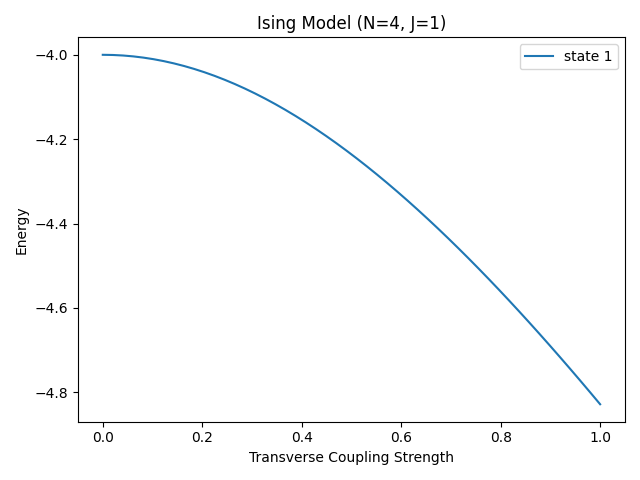 Ising Model (N=4, J=1)
state 1
−4.0
−4.2
−4.4
−4.6
−4.8
Energy
0.0 0.2 0.4 0.6 0.8 1.0
Transverse Coupling Strength